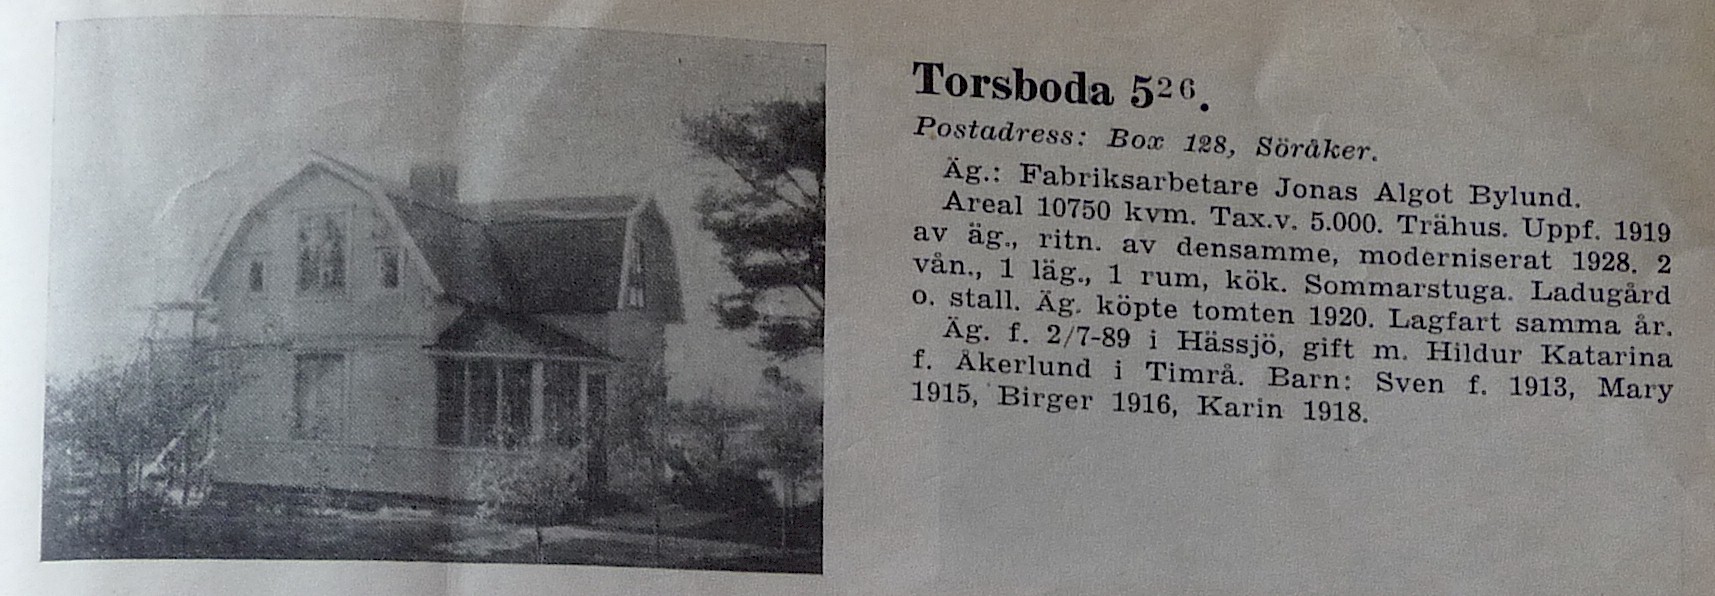 Torsboda 5²⁶.
Postadress: Box 128, Söråker.
Äg.: Fabriksarbetare Jonas Algot Bylund.
Areal 10750 kvm. Tax.v. 5.000. Trähus. Uppf. 1919
av äg., ritn. av densamme, moderniserat 1928. 2
vån., 1 läg., 1 rum, kök. Sommarstuga. Ladugård
o. stall. Äg. köpte tomten 1920. Lagfart samma år.
Äg. f. 2/7-89 i Hässjö, gift m. Hildur Katarina
f. Åkerlund i Timrå. Barn: Sven f. 1913, Mary
1915, Birger 1916, Karin 1918.